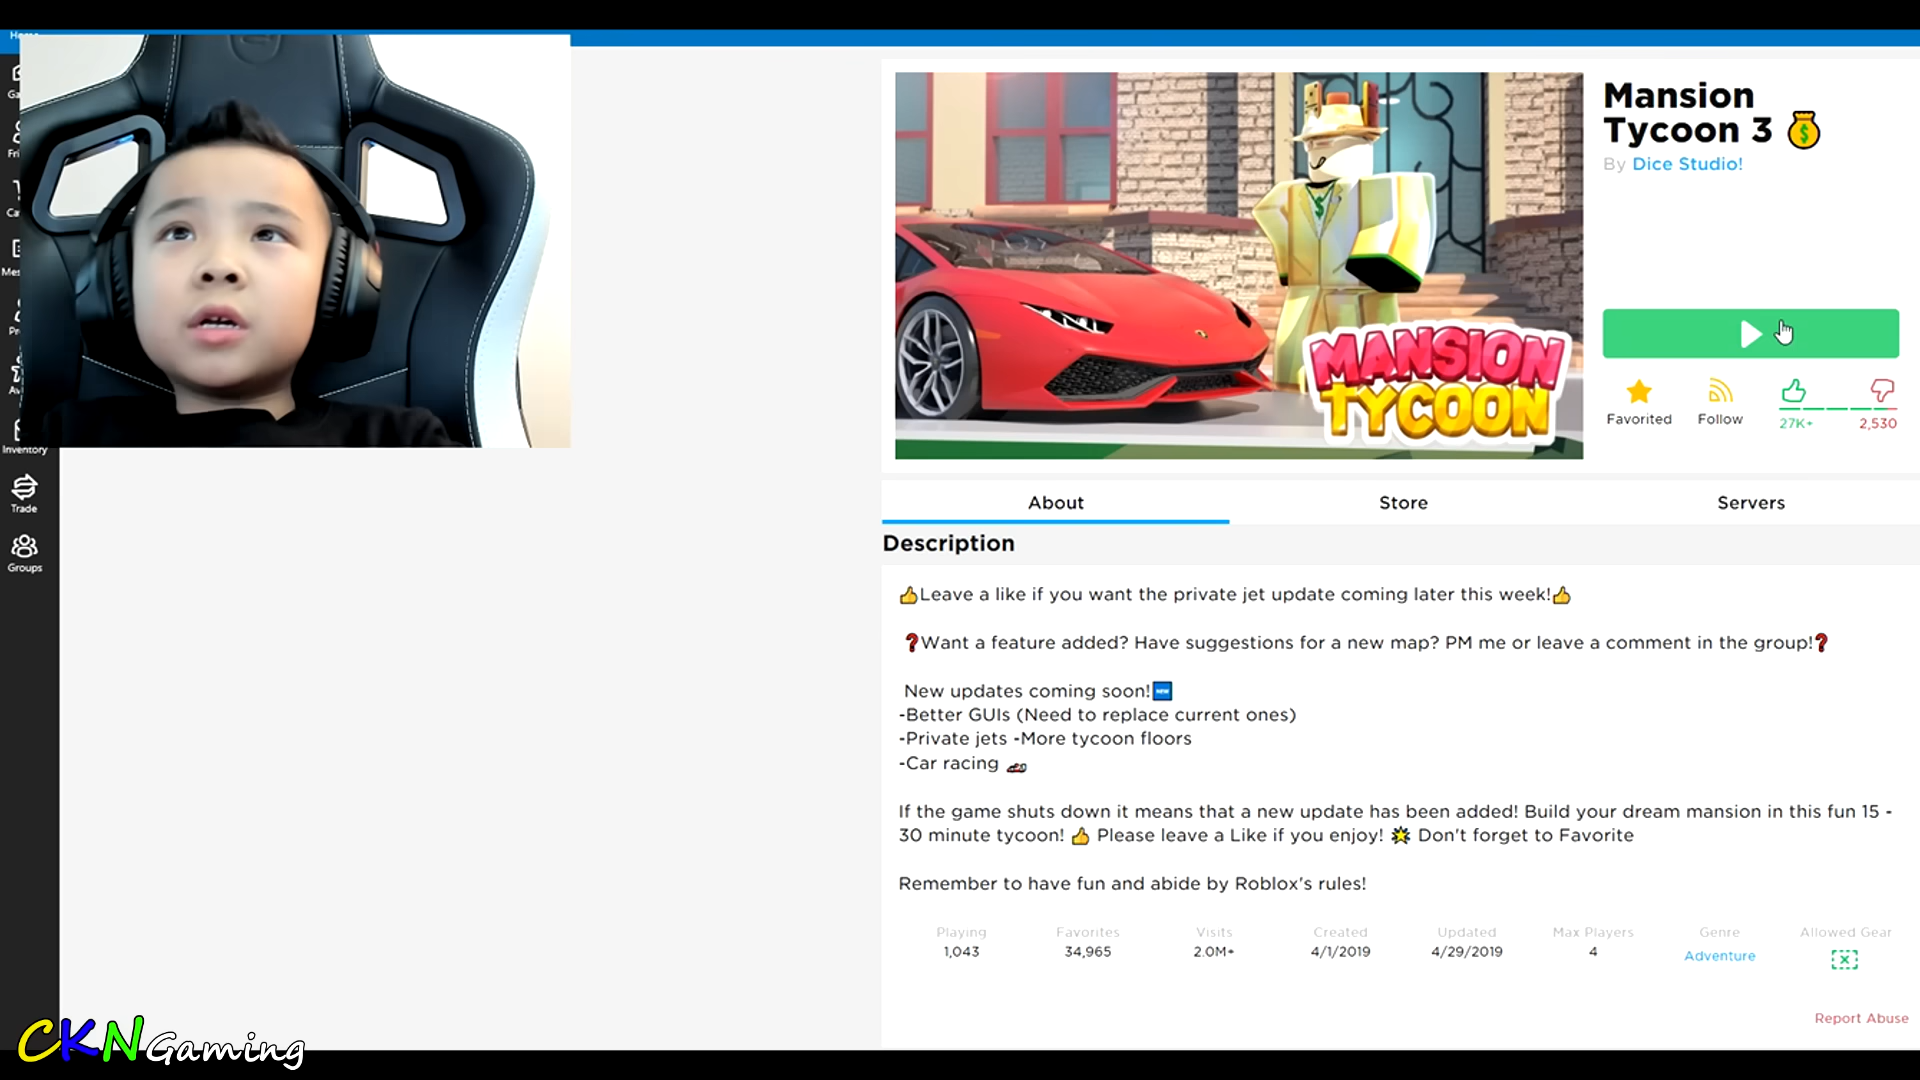 Home
Inventory
Trade
Groups
Mansion
Tycoon 3
By Dice Studio!
MANSION
TYCOON
Favorited
Follow
27K+
2,530
About
Store
Servers
Description
👍Leave a like if you want the private jet update coming later this week!👍
❓Want a feature added? Have suggestions for a new map? PM me or leave a comment in the group!❓
New updates coming soon!🆕
-Better GUIs (Need to replace current ones)
-Private jets -More tycoon floors
-Car racing 🏎
If the game shuts down it means that a new update has been added! Build your dream mansion in this fun 15 -
30 minute tycoon! 👍 Please leave a Like if you enjoy! 🌟 Don't forget to Favorite
Remember to have fun and abide by Roblox's rules!
Playing
Favorites
Visits
Created
Updated
Max Players
Genre
Allowed Gear
1,043
34,965
2.0M+
4/1/2019
4/29/2019
4
Adventure
Report Abuse
CKN Gaming